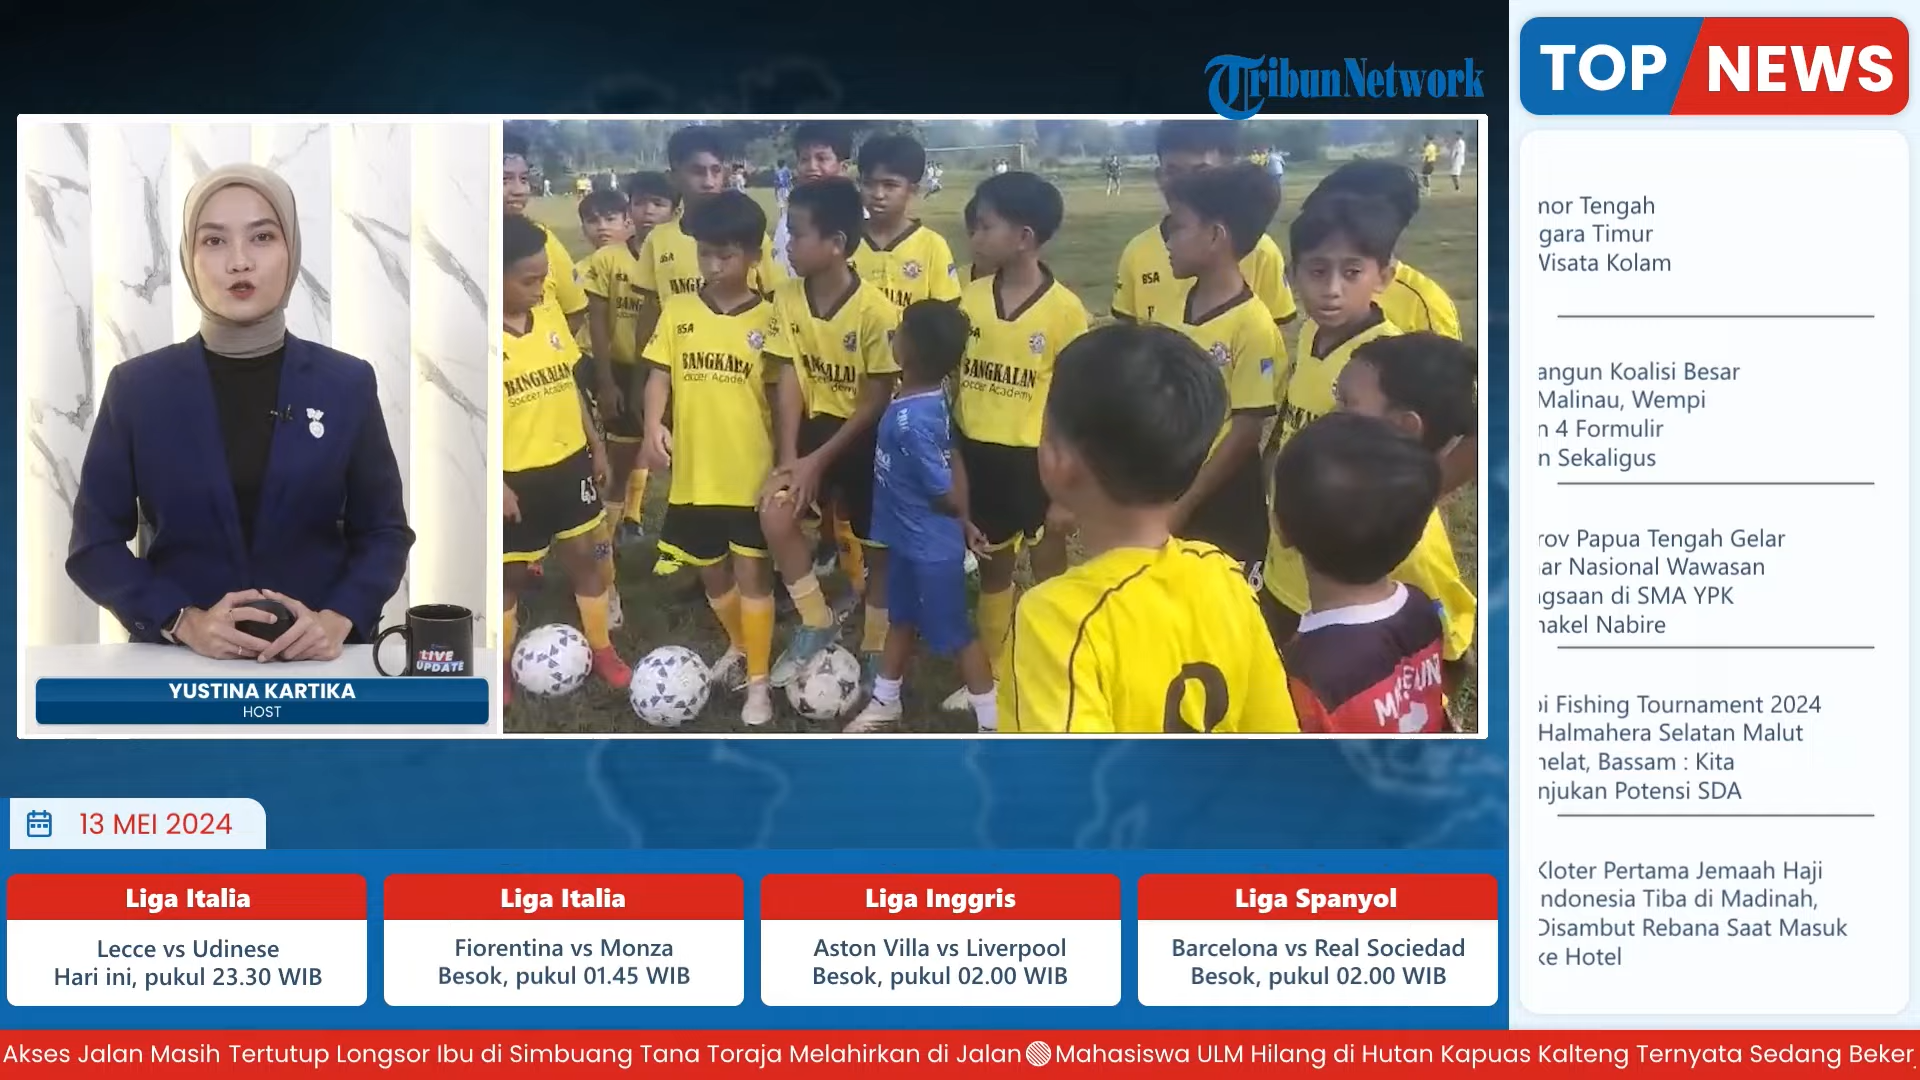 TribunNetwork
TOP NEWS
BSA
BANGKALAN
Soccer Academy
BANGKALAN
Soccer Academy
LIVE
UPDATE
YUSTINA KARTIKA
HOST
13 MEI 2024
Liga Italia
Lecce vs Udinese
Hari ini, pukul 23.30 WIB
Liga Italia
Fiorentina vs Monza
Besok, pukul 01.45 WIB
Liga Inggris
Aston Villa vs Liverpool
Besok, pukul 02.00 WIB
Liga Spanyol
Barcelona vs Real Sociedad
Besok, pukul 02.00 WIB
Tengah
gara Timur
Kolam
angun Koalisi Besar
Malinau, Wempi
n 4 Formulir
n Sekaligus
rov Papua Tengah Gelar
ar Nasional Wawasan
gsaan di SMA YPK
Nabire
Fishing Tournament 2024
Halmahera Selatan Malut
Bassam : Kita
njukan Potensi SDA
Kloter Pertama Jemaah Haji
ndonesia Tiba di Madinah,
Disambut Rebana Saat Masuk
ke Hotel
Akses Jalan Masih Tertutup Longsor Ibu di Simbuang Tana Toraja Melahirkan di Jalan Mahasiswa ULM Hilang di Hutan Kapuas Kalteng Ternyata Sedang Beker